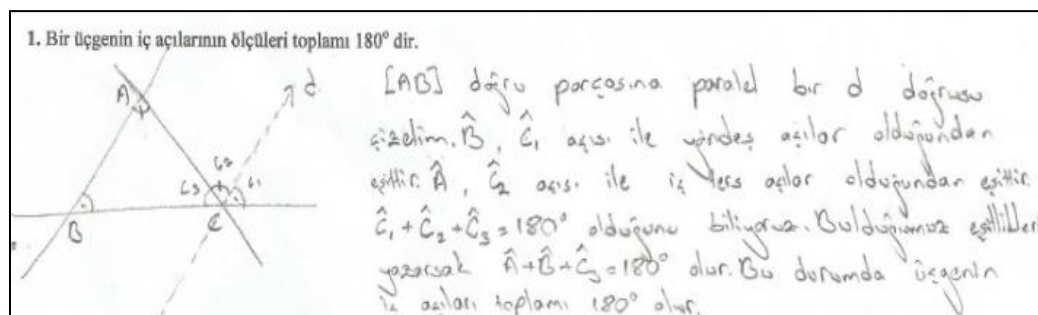 1. Bir üçgenin iç açılarının ölçüleri toplamı 180° dir.
[AB] doğru parçasına paralel bir d doğrusu
çizelim. B̂, Ĉ₁ açısı ile yöndeş açılar olduğundan
eşittir. Â, Ĉ₂ açısı ile iç ters açılar olduğundan eşittir.
Ĉ₁+Ĉ₂+Ĉ₃=180° olduğunu biliyoruz. Bulduğumuz eşitlikleri
yazarsak Â+B̂+Ĉ₃=180° olur. Bu durumda üçgenin
iç açıları toplamı 180° olur.
A
d
C₂
C₃
C₁
B
C